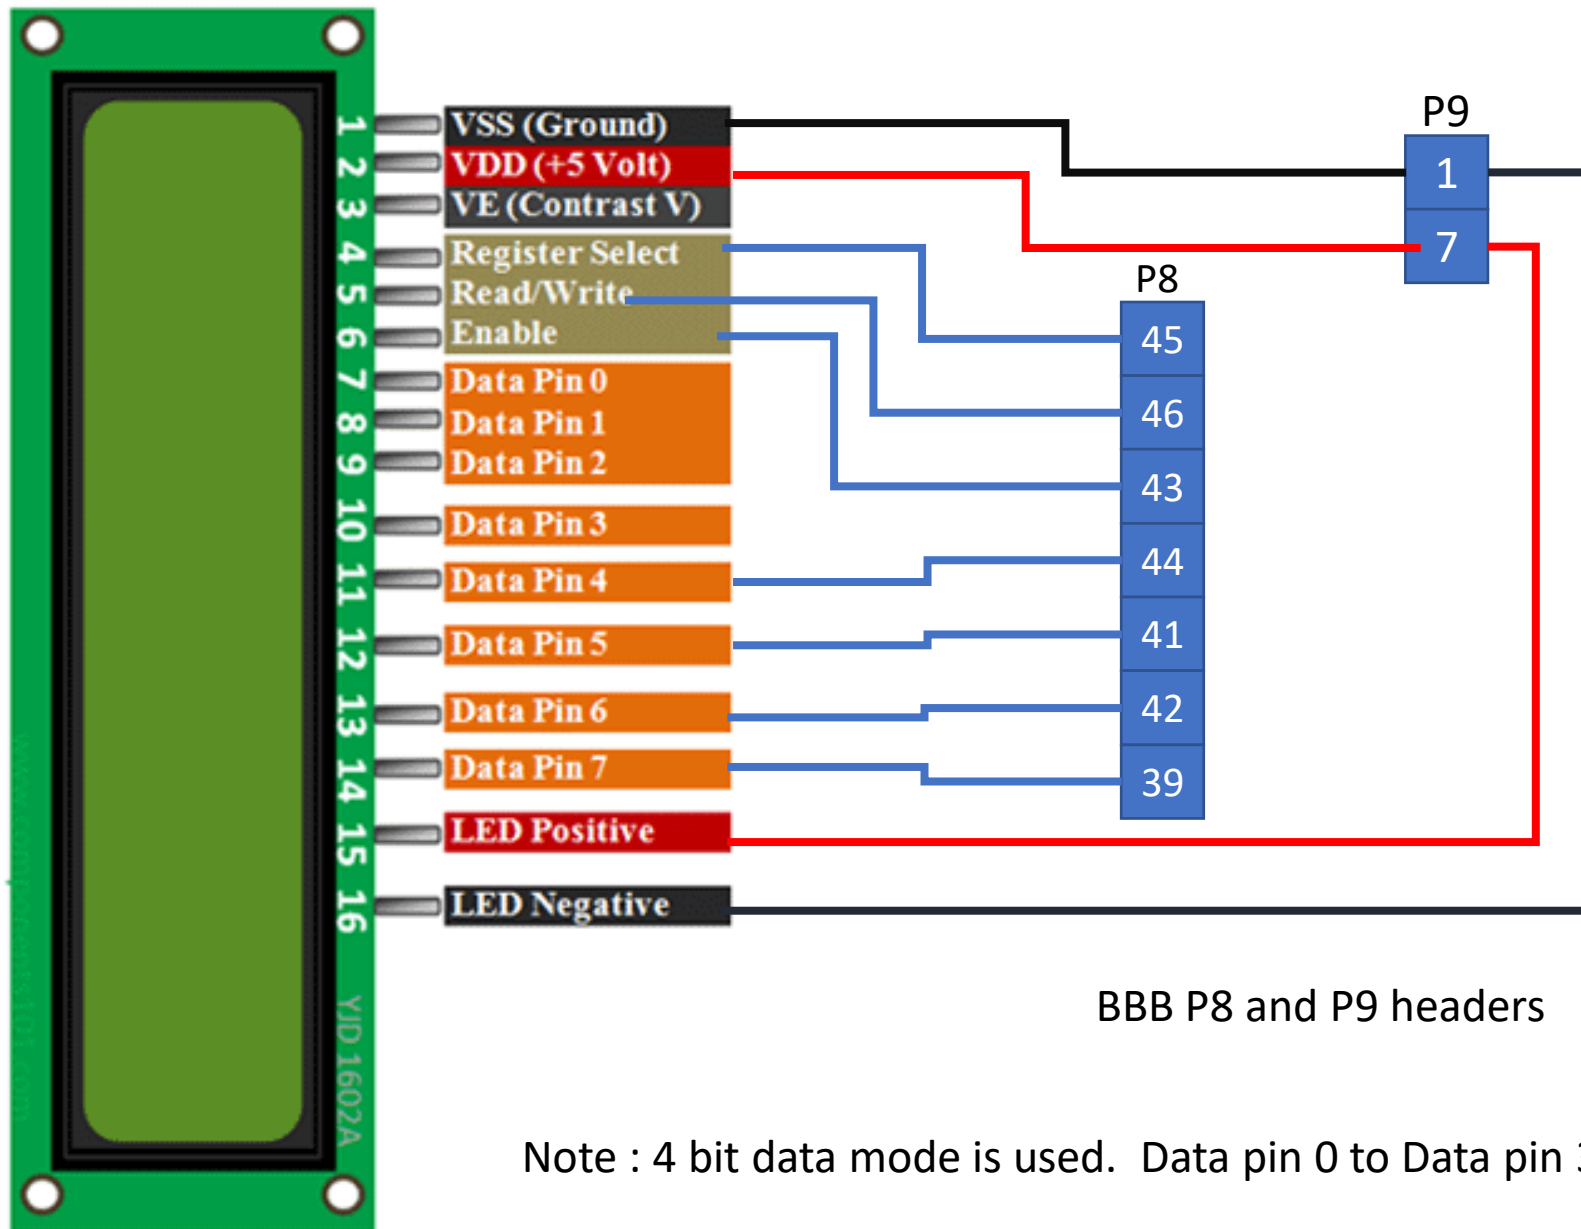 1 VSS (Ground)
2 VDD (+5 Volt)
3 VE (Contrast V)
4 Register Select
5 Read/Write
6 Enable
7 Data Pin 0
8 Data Pin 1
9 Data Pin 2
10 Data Pin 3
11 Data Pin 4
12 Data Pin 5
13 Data Pin 6
14 Data Pin 7
15 LED Positive
16 LED Negative
YJD 1602A
www.components101.com
P9
1
7
P8
45
46
43
44
41
42
39
BBB P8 and P9 headers
Note : 4 bit data mode is used. Data pin 0 to Data pin